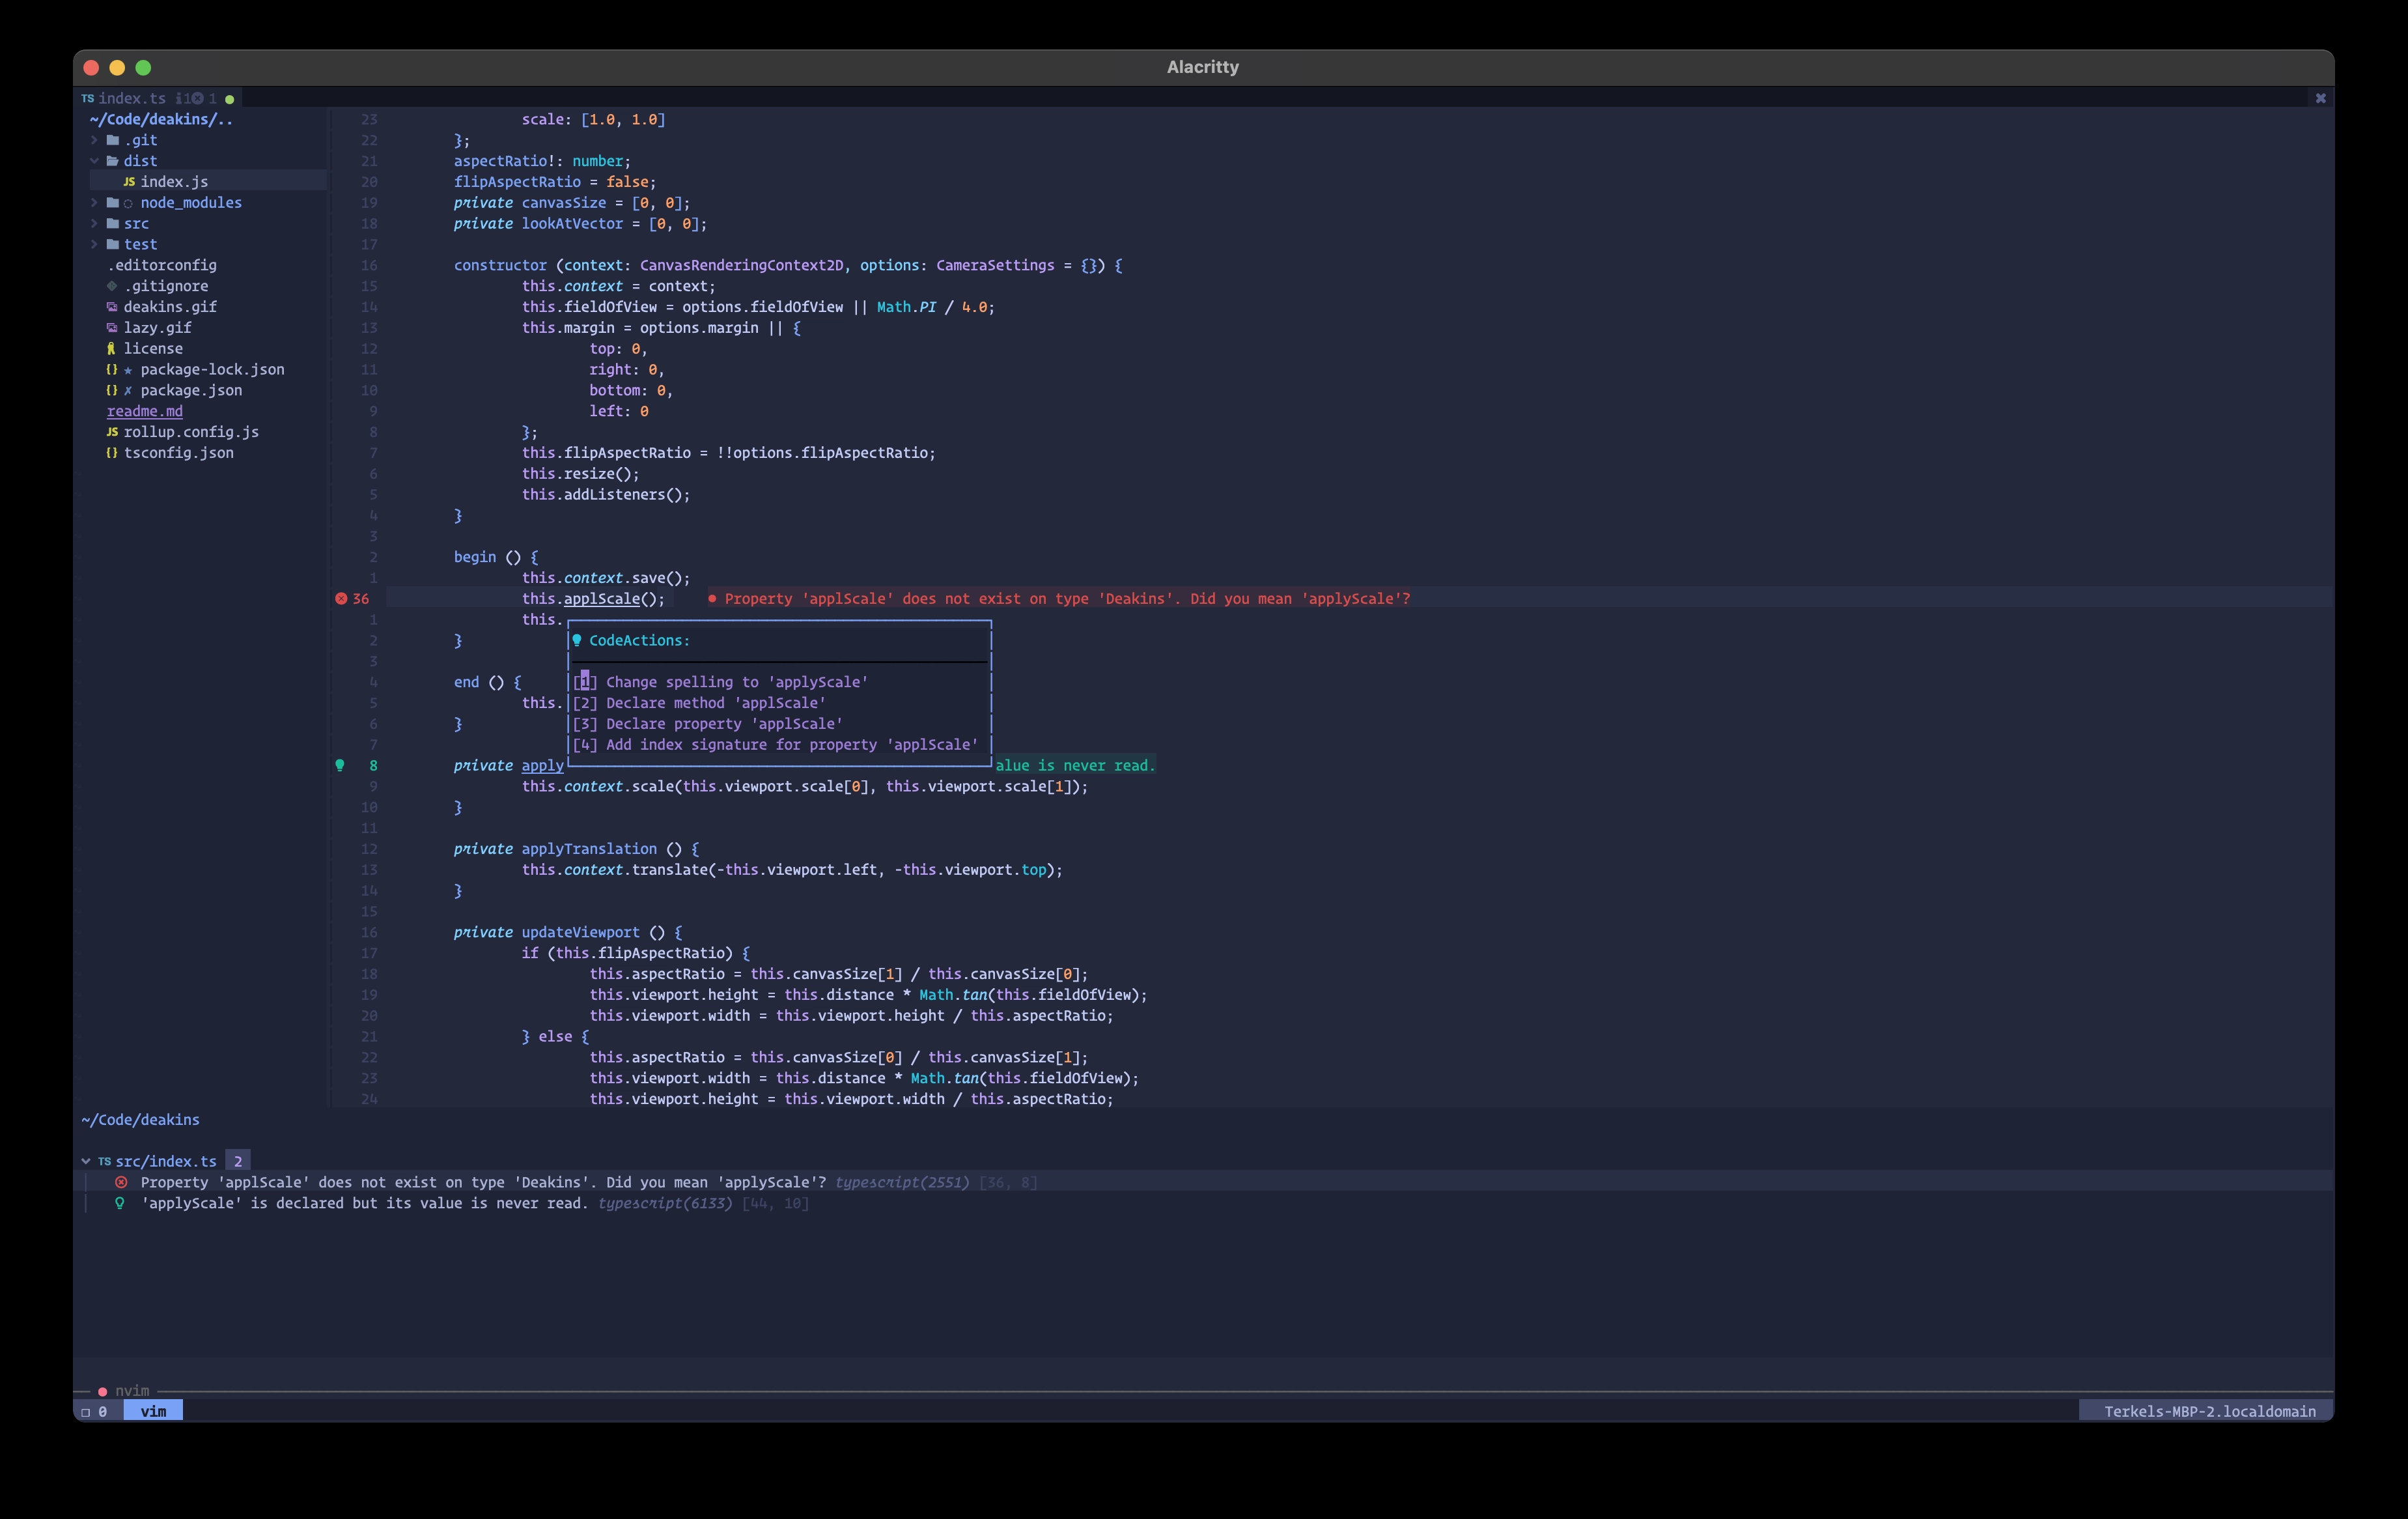 Alacritty
TS index.ts i1 1
~/Code/deakins/..
.git
dist
JS index.js
node_modules
src
test
.editorconfig
.gitignore
deakins.gif
lazy.gif
license
{} ★ package-lock.json
{} ✗ package.json
readme.md
JS rollup.config.js
{} tsconfig.json
23 scale: [1.0, 1.0]
22 };
21 aspectRatio!: number;
20 flipAspectRatio = false;
19 private canvasSize = [0, 0];
18 private lookAtVector = [0, 0];
17
16 constructor (context: CanvasRenderingContext2D, options: CameraSettings = {}) {
15 this.context = context;
14 this.fieldOfView = options.fieldOfView || Math.PI / 4.0;
13 this.margin = options.margin || {
12 top: 0,
11 right: 0,
10 bottom: 0,
9 left: 0
8 };
7 this.flipAspectRatio = !!options.flipAspectRatio;
6 this.resize();
5 this.addListeners();
4 }
3
2 begin () {
1 this.context.save();
36 this.applScale(); ● Property 'applScale' does not exist on type 'Deakins'. Did you mean 'applyScale'?
1 this.
2 } CodeActions:
3
4 end () { [1] Change spelling to 'applyScale'
5 this. [2] Declare method 'applScale'
6 } [3] Declare property 'applScale'
7 [4] Add index signature for property 'applScale'
8 private apply alue is never read.
9 this.context.scale(this.viewport.scale[0], this.viewport.scale[1]);
10 }
11
12 private applyTranslation () {
13 this.context.translate(-this.viewport.left, -this.viewport.top);
14 }
15
16 private updateViewport () {
17 if (this.flipAspectRatio) {
18 this.aspectRatio = this.canvasSize[1] / this.canvasSize[0];
19 this.viewport.height = this.distance * Math.tan(this.fieldOfView);
20 this.viewport.width = this.viewport.height / this.aspectRatio;
21 } else {
22 this.aspectRatio = this.canvasSize[0] / this.canvasSize[1];
23 this.viewport.width = this.distance * Math.tan(this.fieldOfView);
24 this.viewport.height = this.viewport.width / this.aspectRatio;
~/Code/deakins
TS src/index.ts 2
Property 'applScale' does not exist on type 'Deakins'. Did you mean 'applyScale'? typescript(2551) [36, 8]
'applyScale' is declared but its value is never read. typescript(6133) [44, 10]
nvim
0 vim
Terkels-MBP-2.localdomain